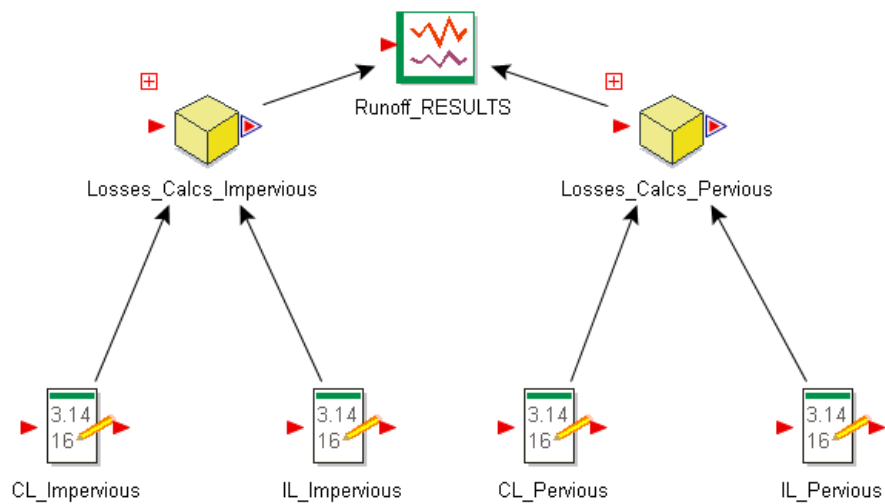 Runoff_RESULTS
Losses_Calcs_Impervious
Losses_Calcs_Pervious
3.14
16
3.14
16
3.14
16
3.14
16
CL_Impervious
IL_Impervious
CL_Pervious
IL_Pervious